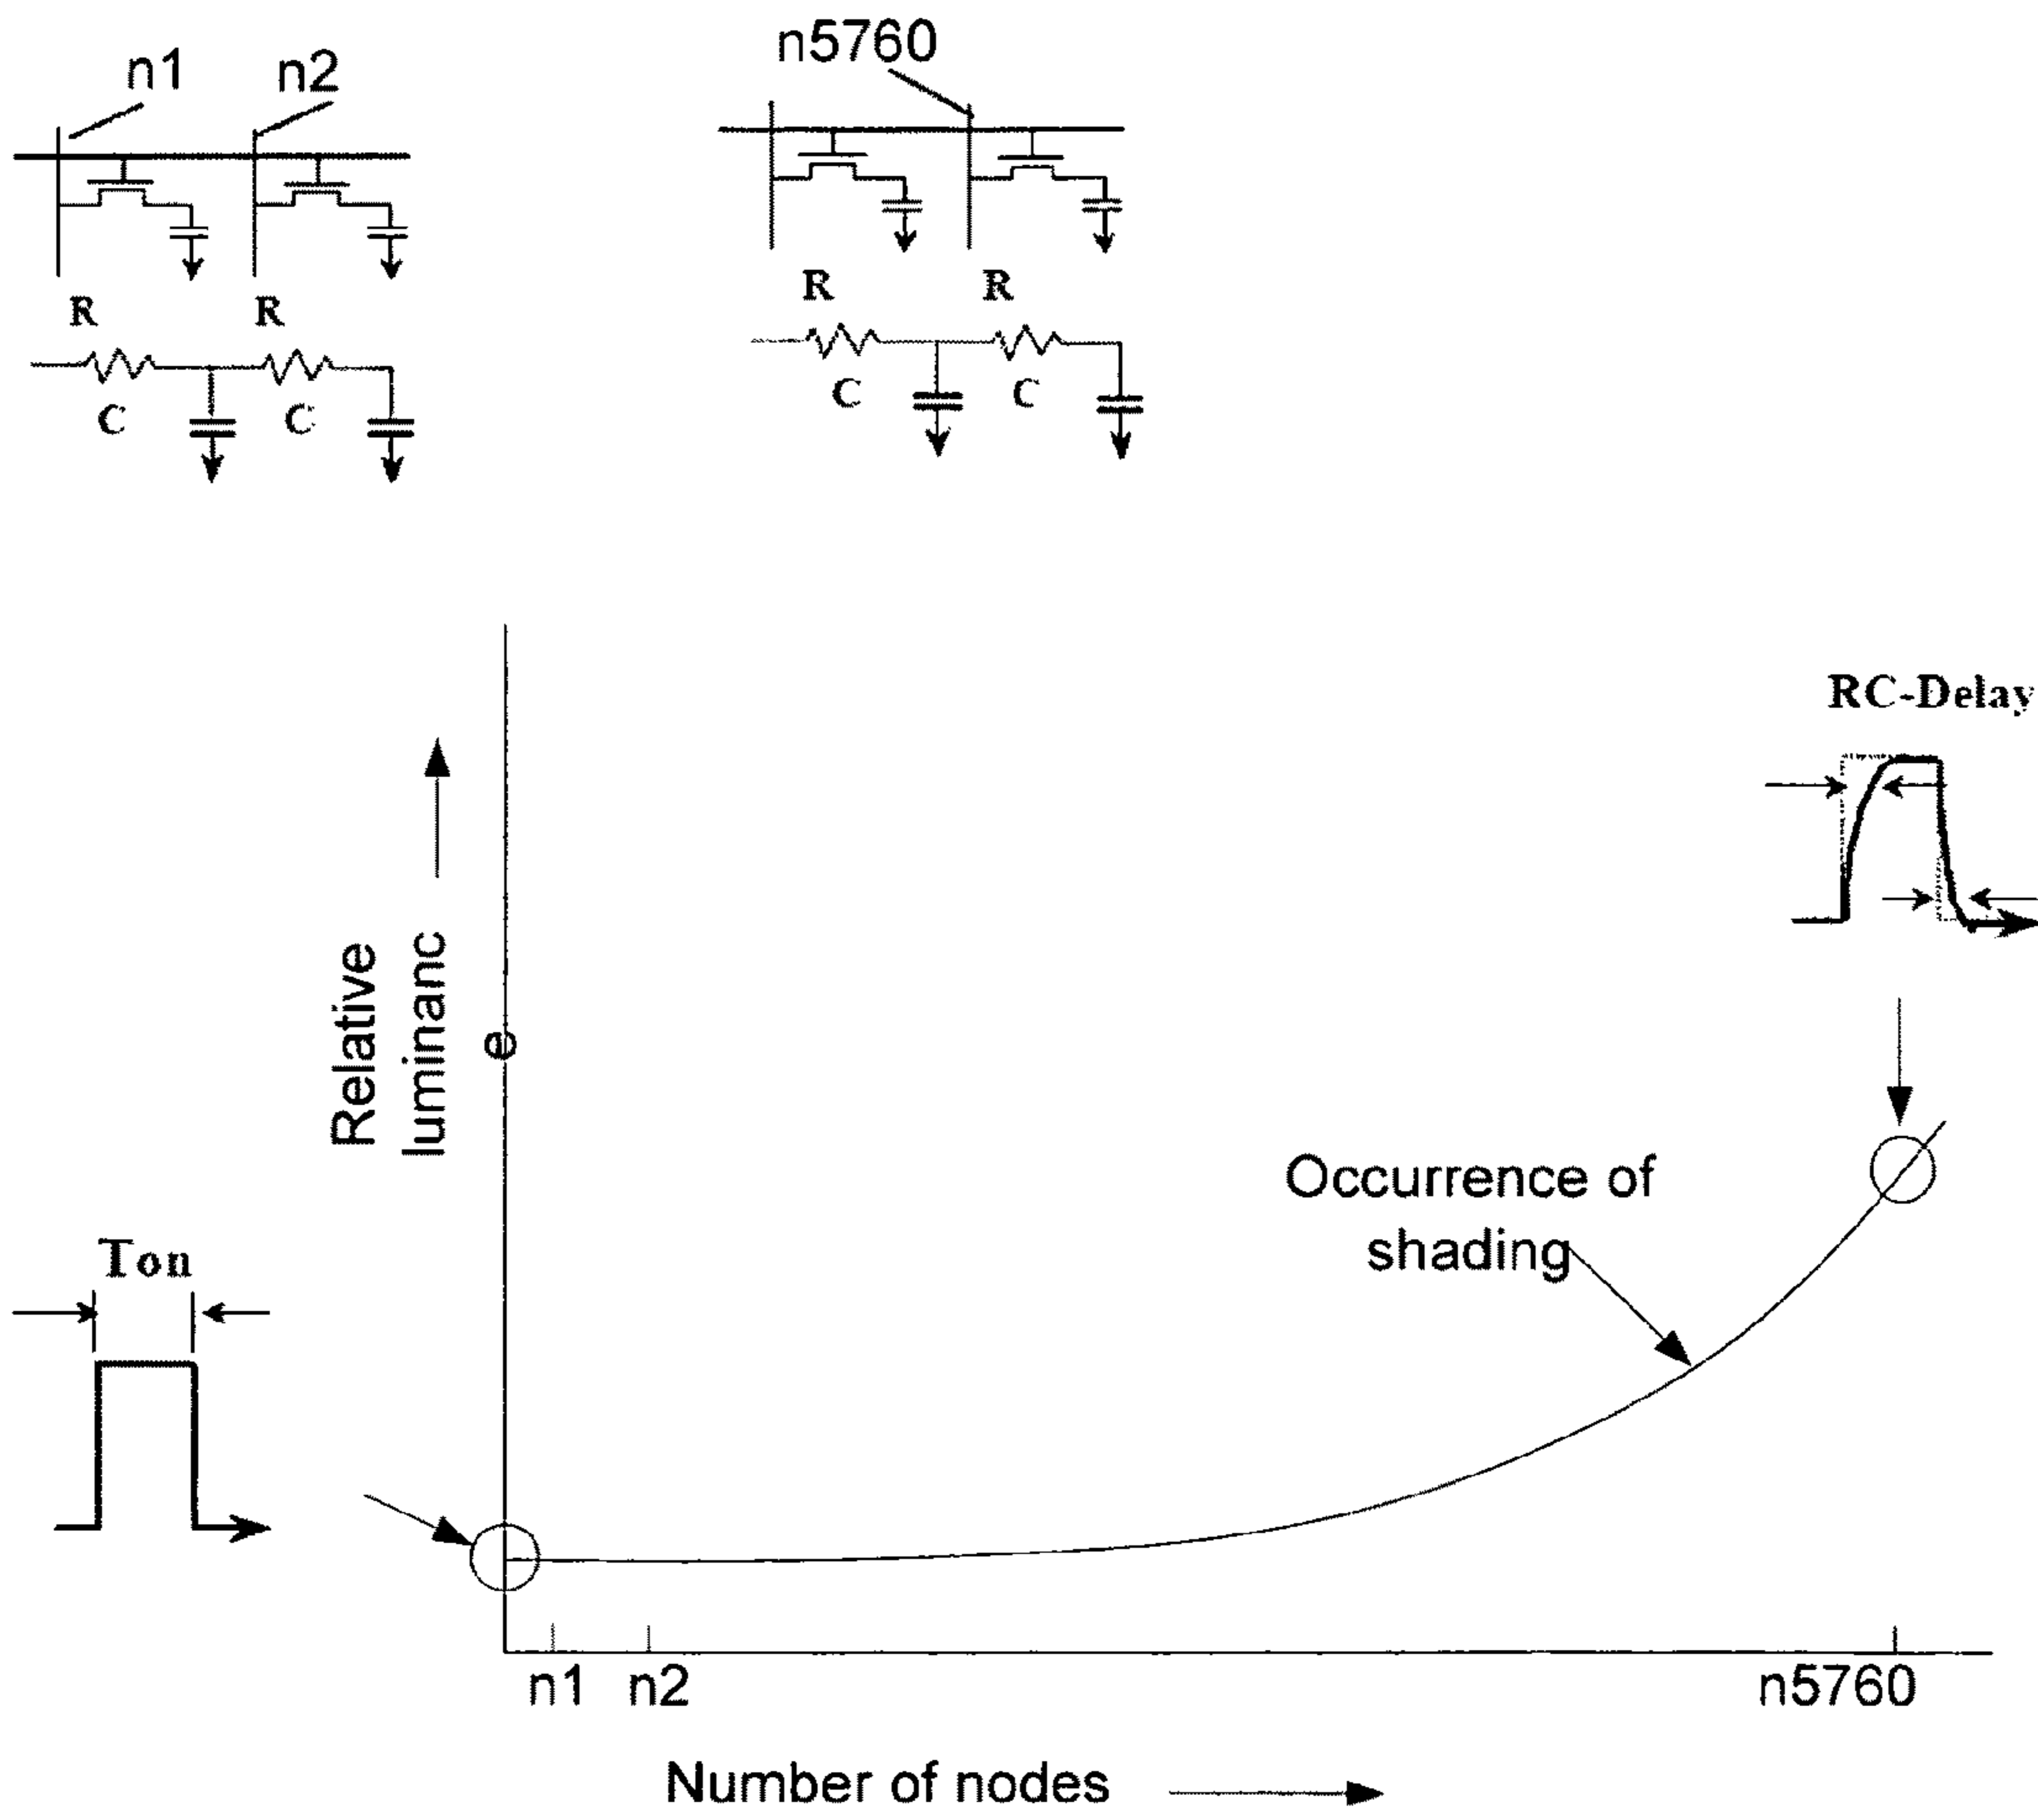 n1
n2
n5760
R
R
R
R
C
C
C
C
RC-Delay
Relative
luminanc
e
Occurrence of
shading
Ton
n1
n2
n5760
Number of nodes